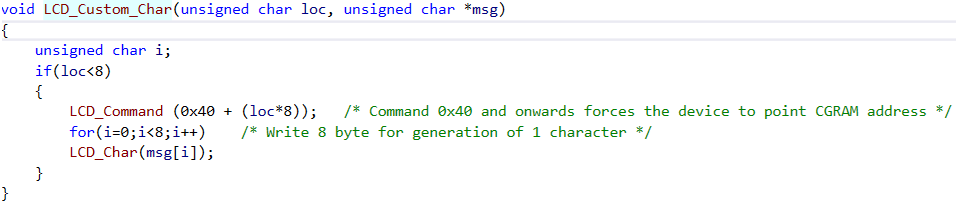 void LCD_Custom_Char(unsigned char loc, unsigned char *msg)
{
    unsigned char i;
    if(loc<8)
    {
        LCD_Command (0x40 + (loc*8));   /* Command 0x40 and onwards forces the device to point CGRAM address */
        for(i=0;i<8;i++)    /* Write 8 byte for generation of 1 character */
        LCD_Char(msg[i]);
    }
}